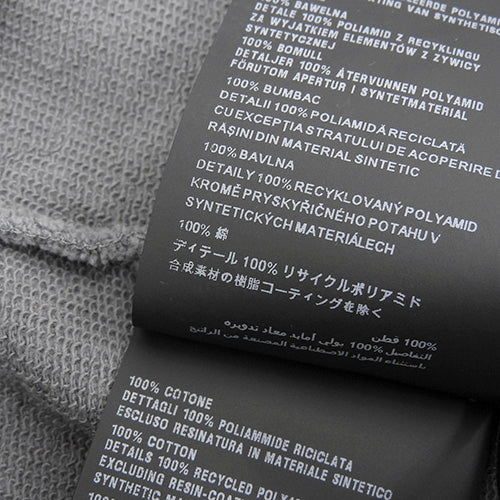 100% BAWEŁNA
DETALE 100% POLIAMID Z RECYKLINGU
ZA WYJĄTKIEM ELEMENTÓW Z ŻYWICY
SYNTETYCZNEJ
100% BOMULL
DETALJER 100% ÅTERVUNNEN POLYAMID
FÖRUTOM APERTUR I SYNTETMATERIAL
100% BUMBAC
DETALII 100% POLIAMIDĂ RECICLATĂ
CU EXCEPȚIA STRATULUI DE ACOPERIRE D
RĂȘINI DIN MATERIAL SINTETIC
100% BAVLNA
DETAILY 100% RECYKLOVANÝ POLYAMID
KROMĚ PRYSKYŘIČNÉHO POTAHU V
SYNTETICKÝCH MATERIÁLECH
100% 綿
ディテール 100% リサイクルポリアミド
合成素材の樹脂コーティングを除く
100% قطن
التفاصيل 100% بولي أمايد معاد تدويره
باستثناء المواد الاصطناعية المصنعة من الراتنج
100% COTONE
DETTAGLI 100% POLIAMMIDE RICICLATA
ESCLUSO RESINATURA IN MATERIALE SINTETICO
100% COTTON
DETAILS 100% RECYCLED POLYAM
EXCLUDING RESIN-COAT
SYNTHETIC MA